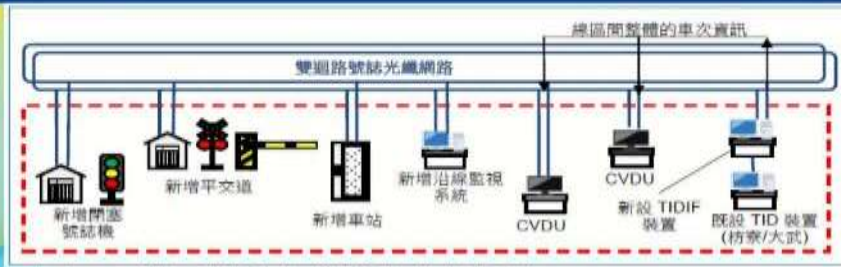 線區間整體的車次資訊
雙迴路號誌光纖網路
新增閉塞
號誌機
新增平交道
新增車站
新增沿線監視
系統
CVDU
CVDU
新設 TIDIF
裝置
既設 TID 裝置
(枋寮/大武)